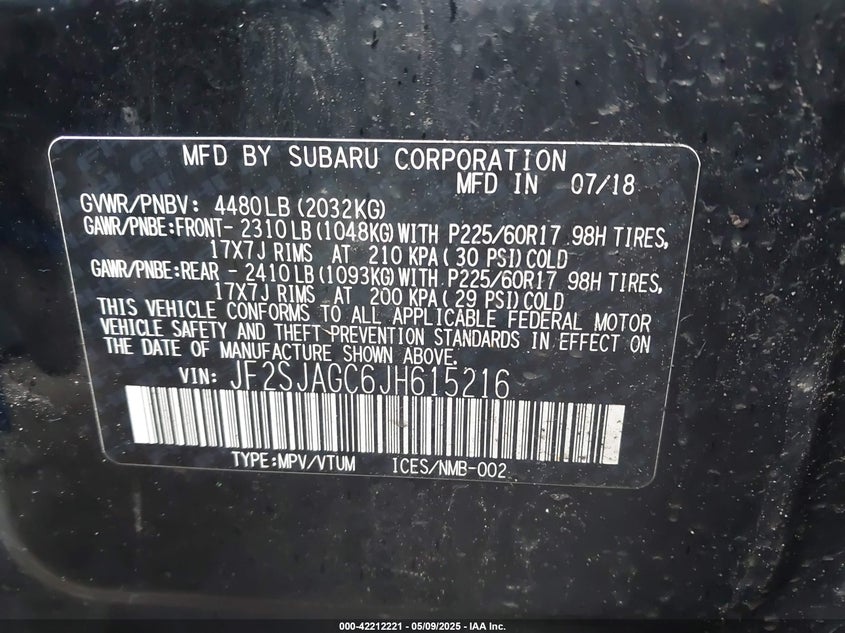 MFD BY SUBARU CORPORATION
MFD IN 07/18
GVWR/PNBV: 4480LB (2032KG)
GAWR/PNBE:FRONT- 2310 LB (1048KG) WITH P225/60R17 98H TIRES,
17X7J RIMS AT 210 KPA ( 30 PSI) COLD
GAWR/PNBE:REAR - 2410 LB (1093KG) WITH P225/60R17 98H TIRES,
17X7J RIMS AT 200 KPA ( 29 PSI) COLD
THIS VEHICLE CONFORMS TO ALL APPLICABLE FEDERAL MOTOR
VEHICLE SAFETY AND THEFT PREVENTION STANDARDS IN EFFECT ON
THE DATE OF MANUFACTURE SHOWN ABOVE.
VIN: JF2SJAGC6JH615216
TYPE:MPV/VTUM ICES/NMB-002
000-42212221 - 05/09/2025 - IAA Inc.